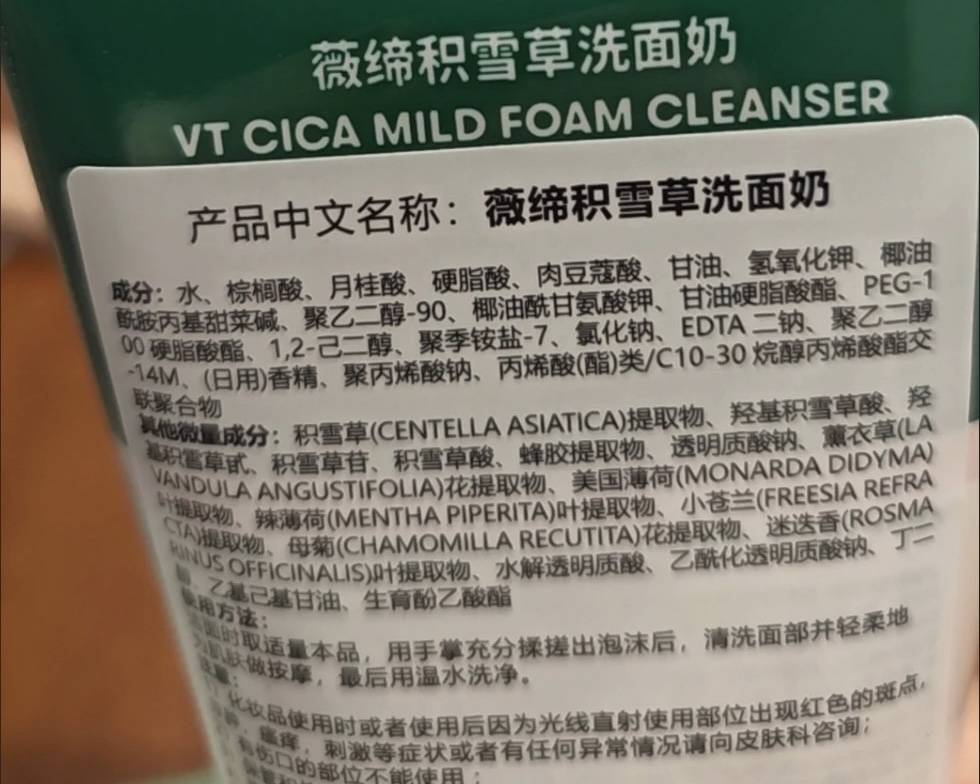 薇缔积雪草洗面奶
VT CICA MILD FOAM CLEANSER
产品中文名称：薇缔积雪草洗面奶
成分：水、棕榈酸、月桂酸、硬脂酸、肉豆蔻酸、甘油、氢氧化钾、椰油
酰胺丙基甜菜碱、聚乙二醇-90、椰油酰甘氨酸钾、甘油硬脂酸酯、PEG-1
00 硬脂酸酯、1,2-己二醇、聚季铵盐-7、氯化钠、EDTA 二钠、聚乙二醇
-14M、(日用)香精、聚丙烯酸钠、丙烯酸(酯)类/C10-30 烷醇丙烯酸酯交
联聚合物
其他微量成分：积雪草(CENTELLA ASIATICA)提取物、羟基积雪草酸、羟
基积雪草甙、积雪草苷、积雪草酸、蜂胶提取物、透明质酸钠、薰衣草(LA
VANDULA ANGUSTIFOLIA)花提取物、美国薄荷(MONARDA DIDYMA)
叶提取物、辣薄荷(MENTHA PIPERITA)叶提取物、小苍兰(FREESIA REFRA
CTA)提取物、母菊(CHAMOMILLA RECUTITA)花提取物、迷迭香(ROSMA
RINUS OFFICINALIS)叶提取物、水解透明质酸、乙酰化透明质酸钠、丁二
醇、乙基己基甘油、生育酚乙酸酯
使用方法：
面时取适量本品，用手掌充分揉搓出泡沫后，清洗面部并轻柔地
肌肤做按摩，最后用温水洗净。
化妆品使用时或者使用后因为光线直射使用部位出现红色的斑点，
瘙痒，刺激等症状或者有任何异常情况请向皮肤科咨询；
有伤口的部位不能使用；